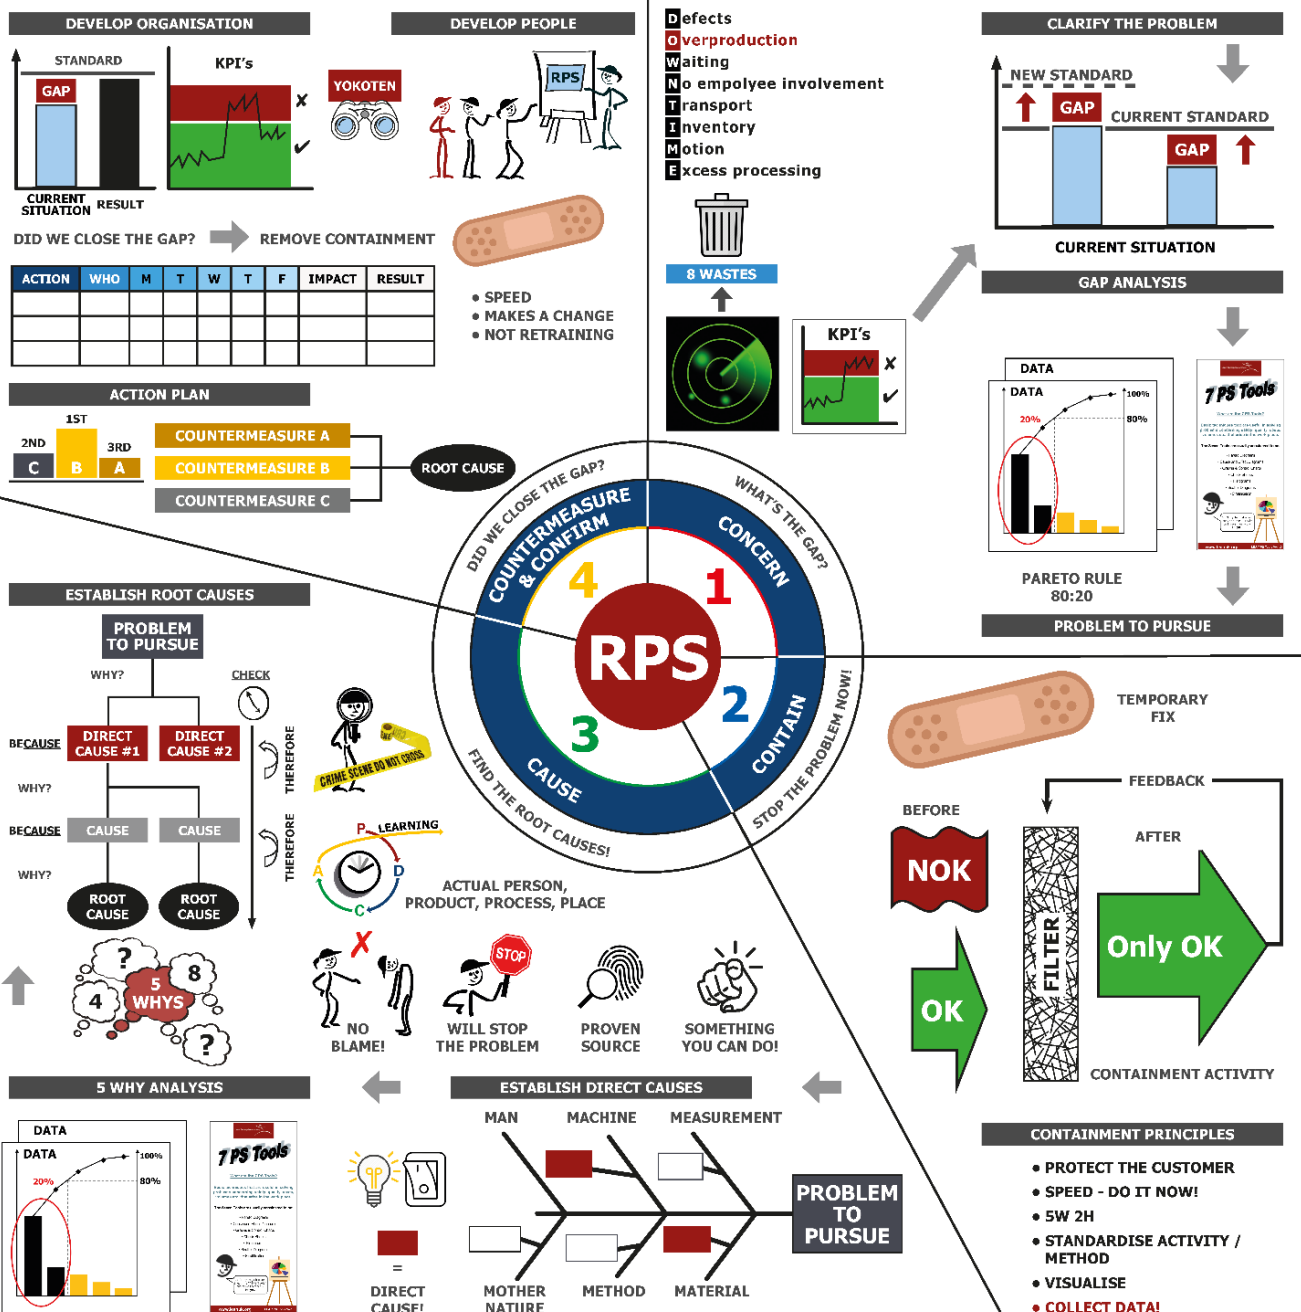 DEVELOP ORGANISATION
STANDARD
GAP
CURRENT
SITUATION
RESULT
KPI's
YOKOTEN
DEVELOP PEOPLE
RPS
DID WE CLOSE THE GAP?
REMOVE CONTAINMENT
ACTION WHO M T W T F IMPACT RESULT
• SPEED
• MAKES A CHANGE
• NOT RETRAINING
ACTION PLAN
1ST
2ND
3RD
C B A
COUNTERMEASURE A
COUNTERMEASURE B
COUNTERMEASURE C
ROOT CAUSE
Defects
Overproduction
Waiting
No empolyee involvement
Transport
Inventory
Motion
Excess processing
8 WASTES
KPI's
CLARIFY THE PROBLEM
NEW STANDARD
GAP
CURRENT STANDARD
GAP
CURRENT SITUATION
GAP ANALYSIS
DATA
DATA
20%
100%
80%
7 PS Tools
PARETO RULE
80:20
PROBLEM TO PURSUE
DID WE CLOSE THE GAP?
WHAT'S THE GAP?
STOP THE PROBLEM NOW!
FIND THE ROOT CAUSES!
COUNTERMEASURE
& CONFIRM
CONCERN
CONTAIN
CAUSE
4
1
2
3
RPS
ESTABLISH ROOT CAUSES
PROBLEM
TO PURSUE
WHY?
CHECK
BECAUSE
DIRECT
CAUSE #1
DIRECT
CAUSE #2
THEREFORE
WHY?
BECAUSE
CAUSE
CAUSE
THEREFORE
WHY?
ROOT
CAUSE
ROOT
CAUSE
?
8
5
WHYS
4
?
CRIME SCENE DO NOT CROSS
P
LEARNING
A
D
C
ACTUAL PERSON,
PRODUCT, PROCESS, PLACE
NO
BLAME!
STOP
WILL STOP
THE PROBLEM
PROVEN
SOURCE
SOMETHING
YOU CAN DO!
5 WHY ANALYSIS
DATA
DATA
20%
100%
80%
7 PS Tools
ESTABLISH DIRECT CAUSES
MAN
MACHINE
MEASUREMENT
PROBLEM
TO
PURSUE
MOTHER
NATURE
METHOD
MATERIAL
=
DIRECT
CAUSE!
TEMPORARY
FIX
FEEDBACK
BEFORE
NOK
OK
FILTER
AFTER
Only OK
CONTAINMENT ACTIVITY
CONTAINMENT PRINCIPLES
• PROTECT THE CUSTOMER
• SPEED - DO IT NOW!
• 5W 2H
• STANDARDISE ACTIVITY /
METHOD
• VISUALISE
• COLLECT DATA!